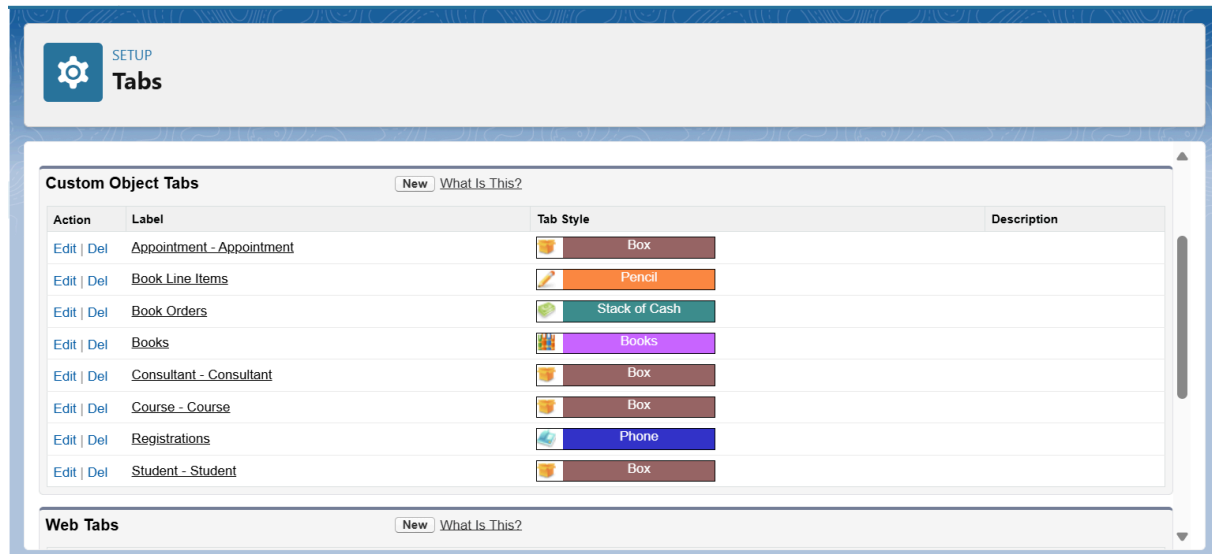 SETUP
Tabs
Custom Object Tabs New What Is This?
Action Label Tab Style Description
Edit | Del Appointment - Appointment Box
Edit | Del Book Line Items Pencil
Edit | Del Book Orders Stack of Cash
Edit | Del Books Books
Edit | Del Consultant - Consultant Box
Edit | Del Course - Course Box
Edit | Del Registrations Phone
Edit | Del Student - Student Box
Web Tabs New What Is This?